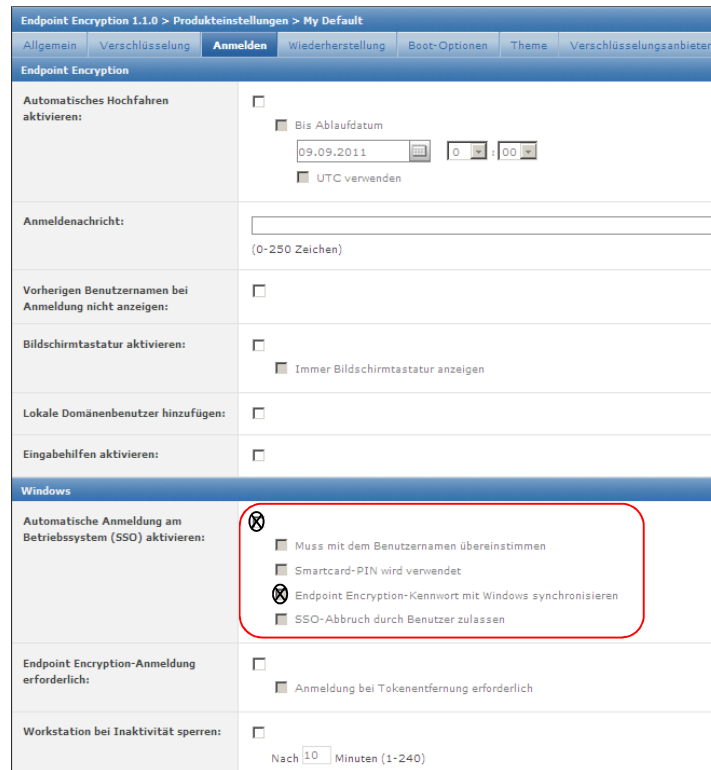 Endpoint Encryption 1.1.0 > Produkteinstellungen > My Default
Allgemein Verschlüsselung Anmelden Wiederherstellung Boot-Optionen Theme Verschlüsselungsanbieter
Endpoint Encryption
Automatisches Hochfahren
aktivieren:
Bis Ablaufdatum
09.09.2011 0 : 00
UTC verwenden
Anmeldenachricht:
(0-250 Zeichen)
Vorherigen Benutzernamen bei
Anmeldung nicht anzeigen:
Bildschirmtastatur aktivieren:
Immer Bildschirmtastatur anzeigen
Lokale Domänenbenutzer hinzufügen:
Eingabehilfen aktivieren:
Windows
Automatische Anmeldung am
Betriebssystem (SSO) aktivieren:
Muss mit dem Benutzernamen übereinstimmen
Smartcard-PIN wird verwendet
Endpoint Encryption-Kennwort mit Windows synchronisieren
SSO-Abbruch durch Benutzer zulassen
Endpoint Encryption-Anmeldung
erforderlich:
Anmeldung bei Tokenentfernung erforderlich
Workstation bei Inaktivität sperren:
Nach 10 Minuten (1-240)